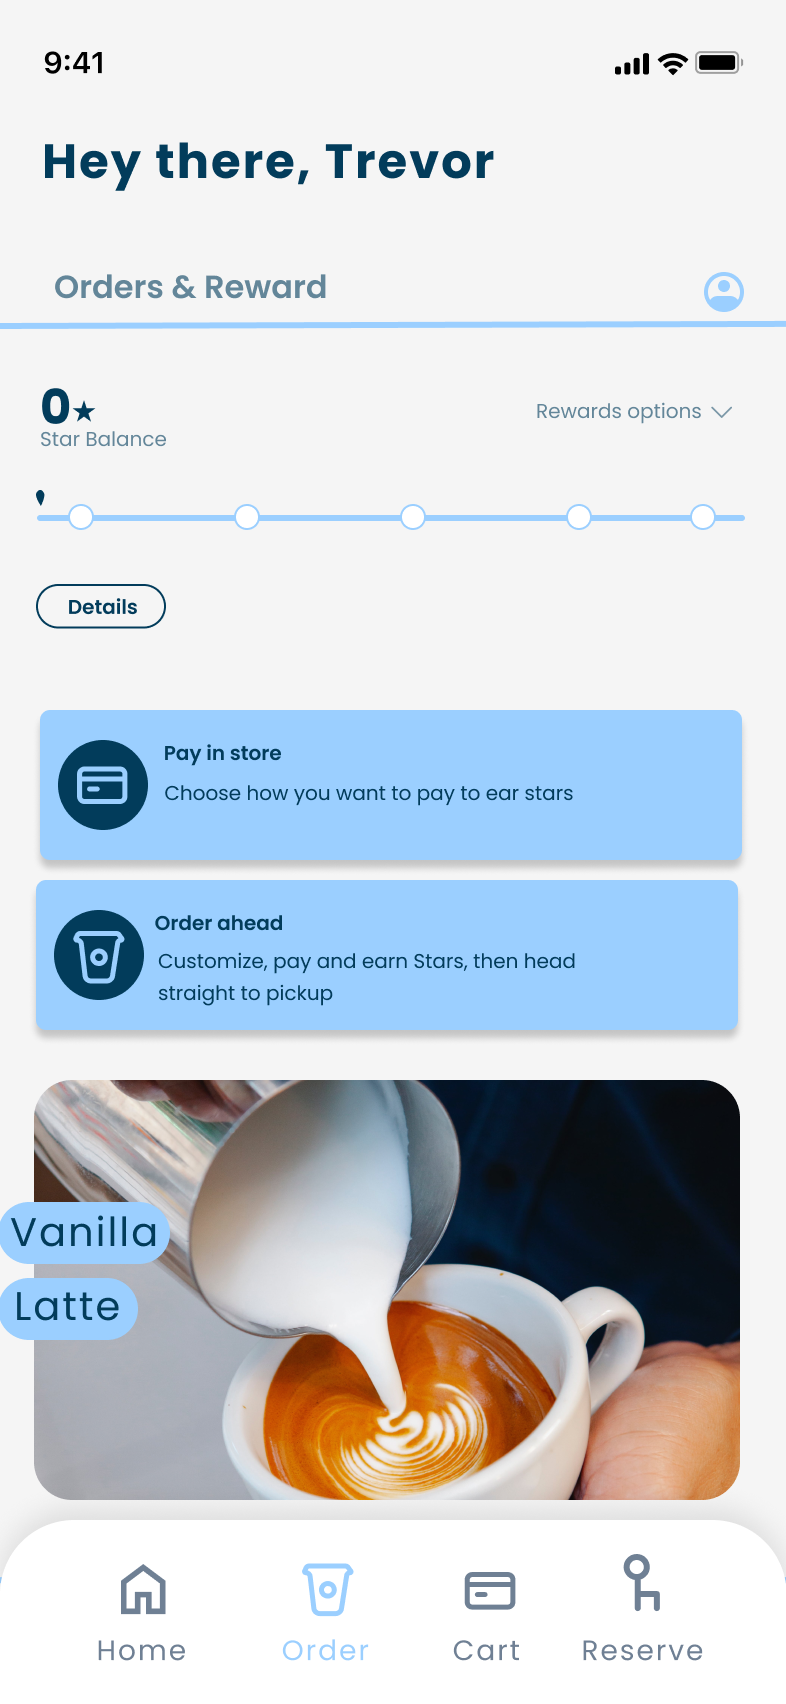 9:41
Hey there, Trevor
Orders & Reward
0★
Star Balance
Rewards options
Details
Pay in store
Choose how you want to pay to ear stars
Order ahead
Customize, pay and earn Stars, then head
straight to pickup
Vanilla
Latte
Home
Order
Cart
Reserve